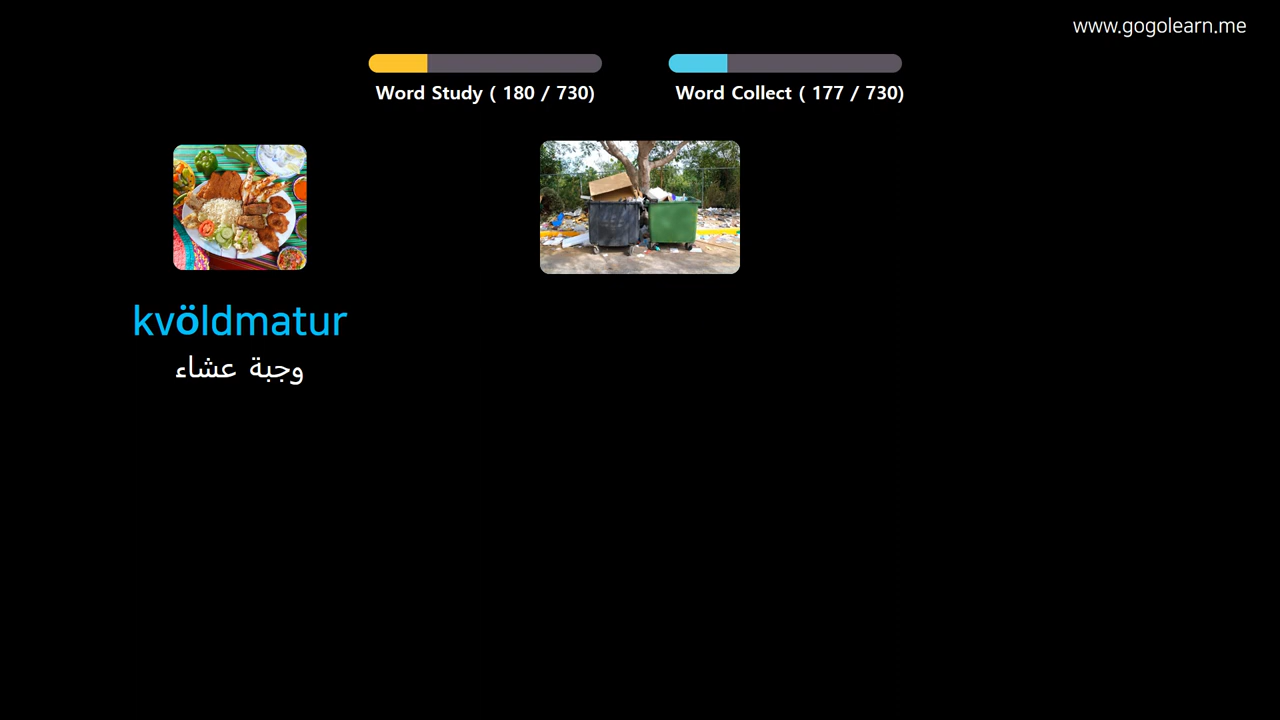 www.gogolearn.me
Word Study ( 180 / 730)
Word Collect ( 177 / 730)
kvöldmatur
وجبة عشاء